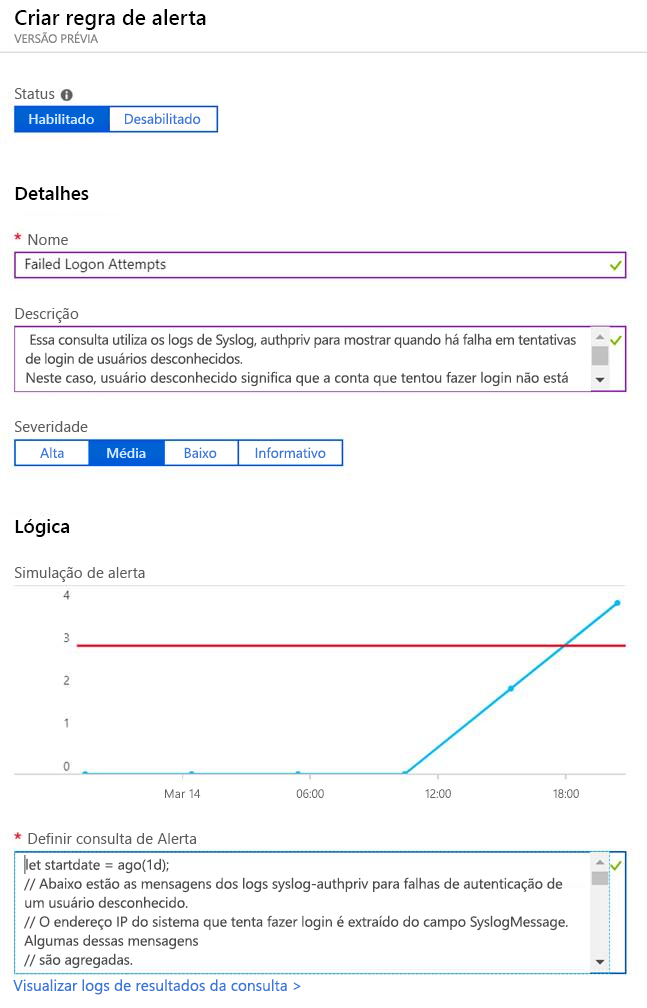 Criar regra de alerta
VERSÃO PRÉVIA
Status
Habilitado Desabilitado
Detalhes
* Nome
Failed Logon Attempts
Descrição
Essa consulta utiliza os logs de Syslog, authpriv para mostrar quando há falha em tentativas
de login de usuários desconhecidos.
Neste caso, usuário desconhecido significa que a conta que tentou fazer login não está
Severidade
Alta Média Baixo Informativo
Lógica
Simulação de alerta
4
3
2
1
0
Mar 14 06:00 12:00 18:00
* Definir consulta de Alerta
let startdate = ago(1d);
// Abaixo estão as mensagens dos logs syslog-authpriv para falhas de autenticação de
um usuário desconhecido.
// O endereço IP do sistema que tenta fazer login é extraído do campo SyslogMessage.
Algumas dessas mensagens
// são agregadas.
Visualizar logs de resultados da consulta >